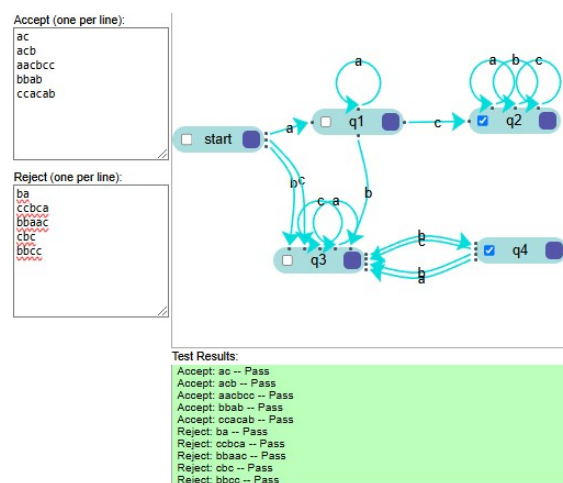 Accept (one per line):
ac
acb
aacbcc
bbab
ccacab
Reject (one per line):
ba
ccbca
bbaac
cbc
bbcc
a
a b c
start
a
q1
c
q2
b c
c a
b
q3
b
c
b
a
q4
Test Results:
Accept: ac -- Pass
Accept: acb -- Pass
Accept: aacbcc -- Pass
Accept: bbab -- Pass
Accept: ccacab -- Pass
Reject: ba -- Pass
Reject: ccbca -- Pass
Reject: bbaac -- Pass
Reject: cbc -- Pass
Reject: bbcc -- Pass